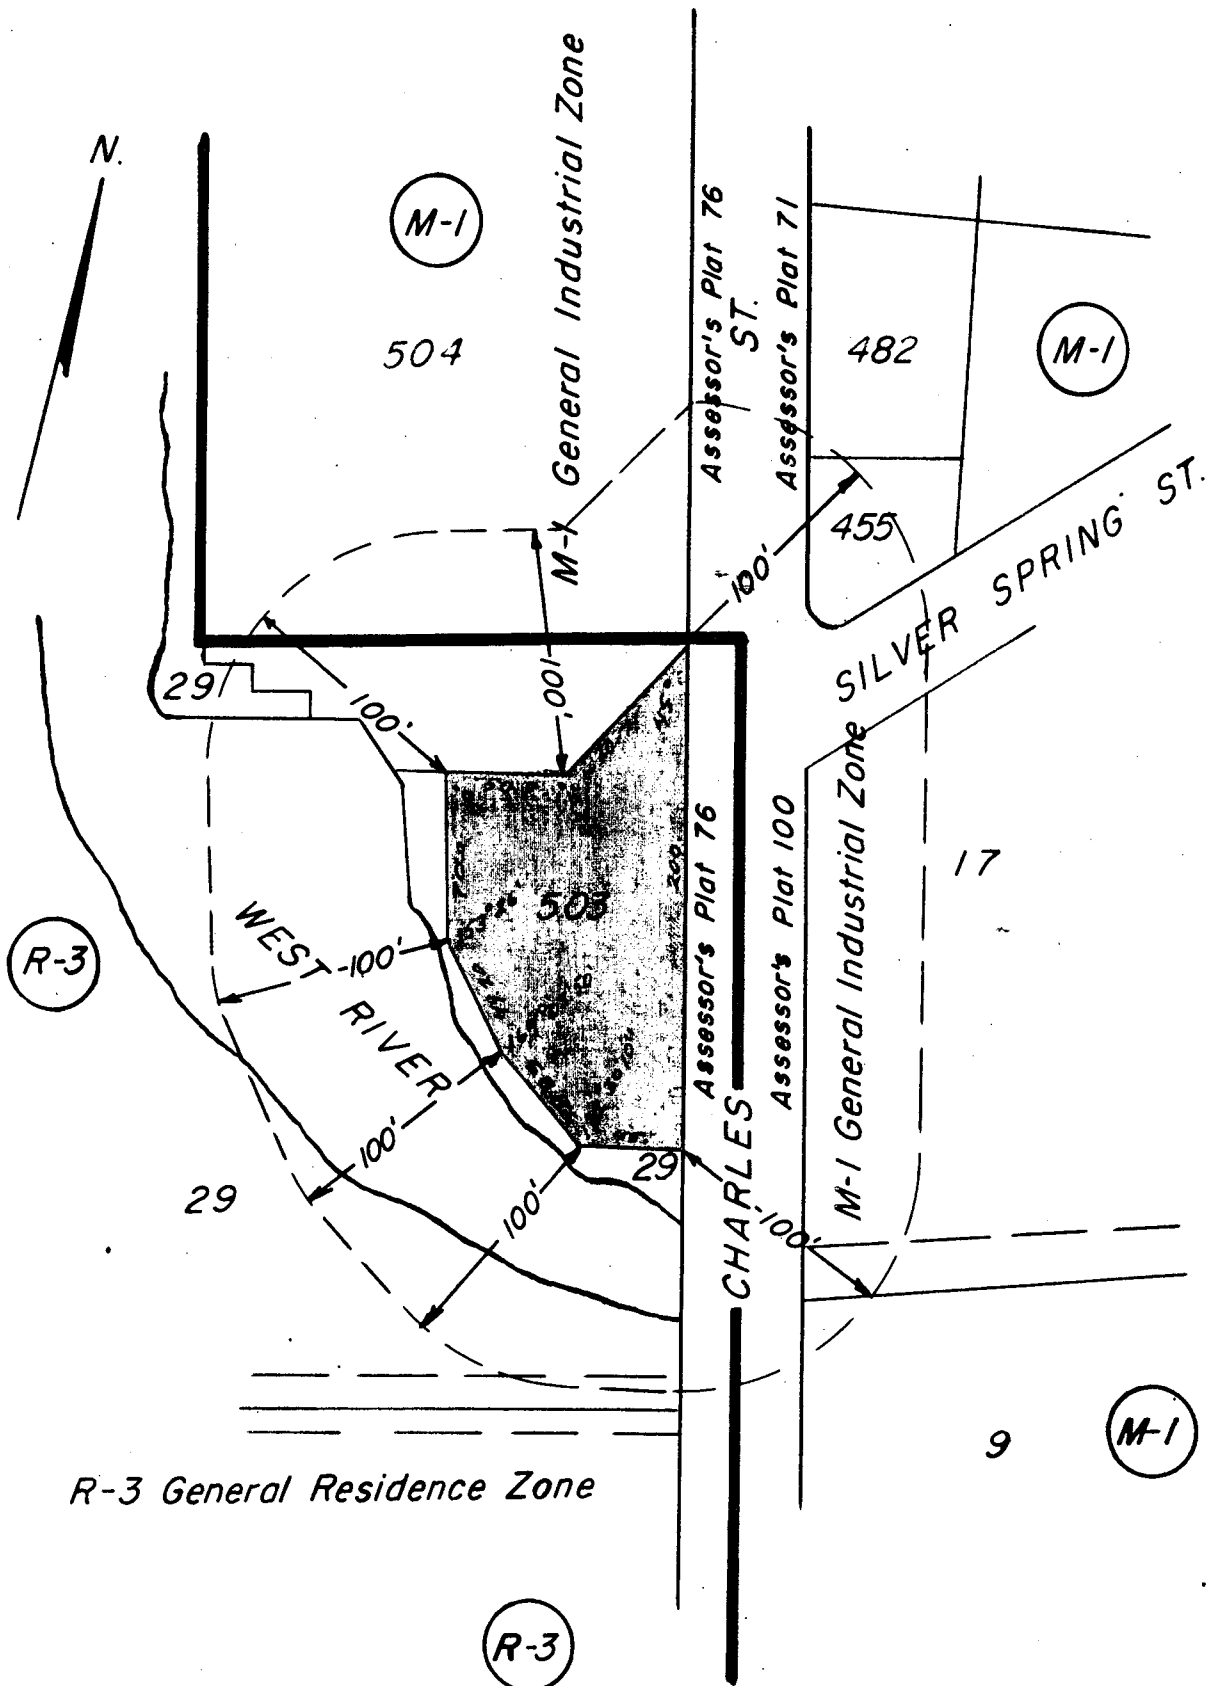 N.
M-1
504
M-1 General Industrial Zone
Assessor's Plat 76
ST.
Assessor's Plat 71
482
M-1
455
SILVER SPRING ST.
100'
100'
100'
29
503
200
Assessor's Plat 76
Assessor's Plat 100
M-1 General Industrial Zone
17
R-3
WEST RIVER
100'
100'
100'
29
29
CHARLES
100'
9
M-1
R-3 General Residence Zone
R-3